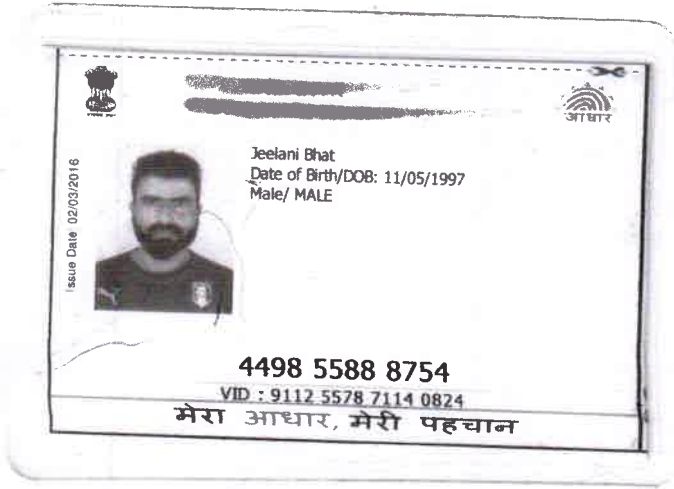 आधार
Issue Date 02/03/2016
Jeelani Bhat
Date of Birth/DOB: 11/05/1997
Male/ MALE
4498 5588 8754
VID : 9112 5578 7114 0824
मेरा आधार, मेरी पहचान